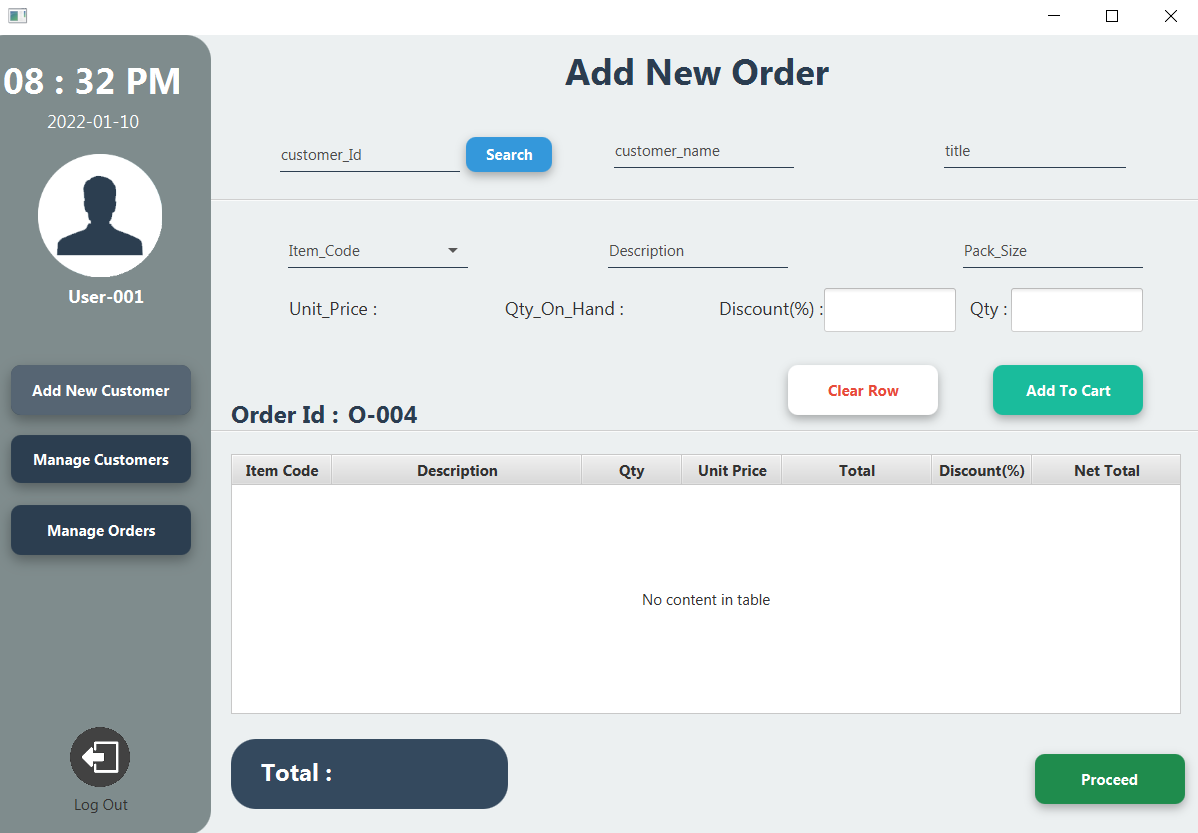 08 : 32 PM
2022-01-10
User-001
Add New Customer
Manage Customers
Manage Orders
Log Out
Add New Order
customer_Id
Search
customer_name
title
Item_Code
Description
Pack_Size
Unit_Price :
Qty_On_Hand :
Discount(%) :
Qty :
Clear Row
Add To Cart
Order Id : O-004
Item Code Description Qty Unit Price Total Discount(%) Net Total
No content in table
Total :
Proceed